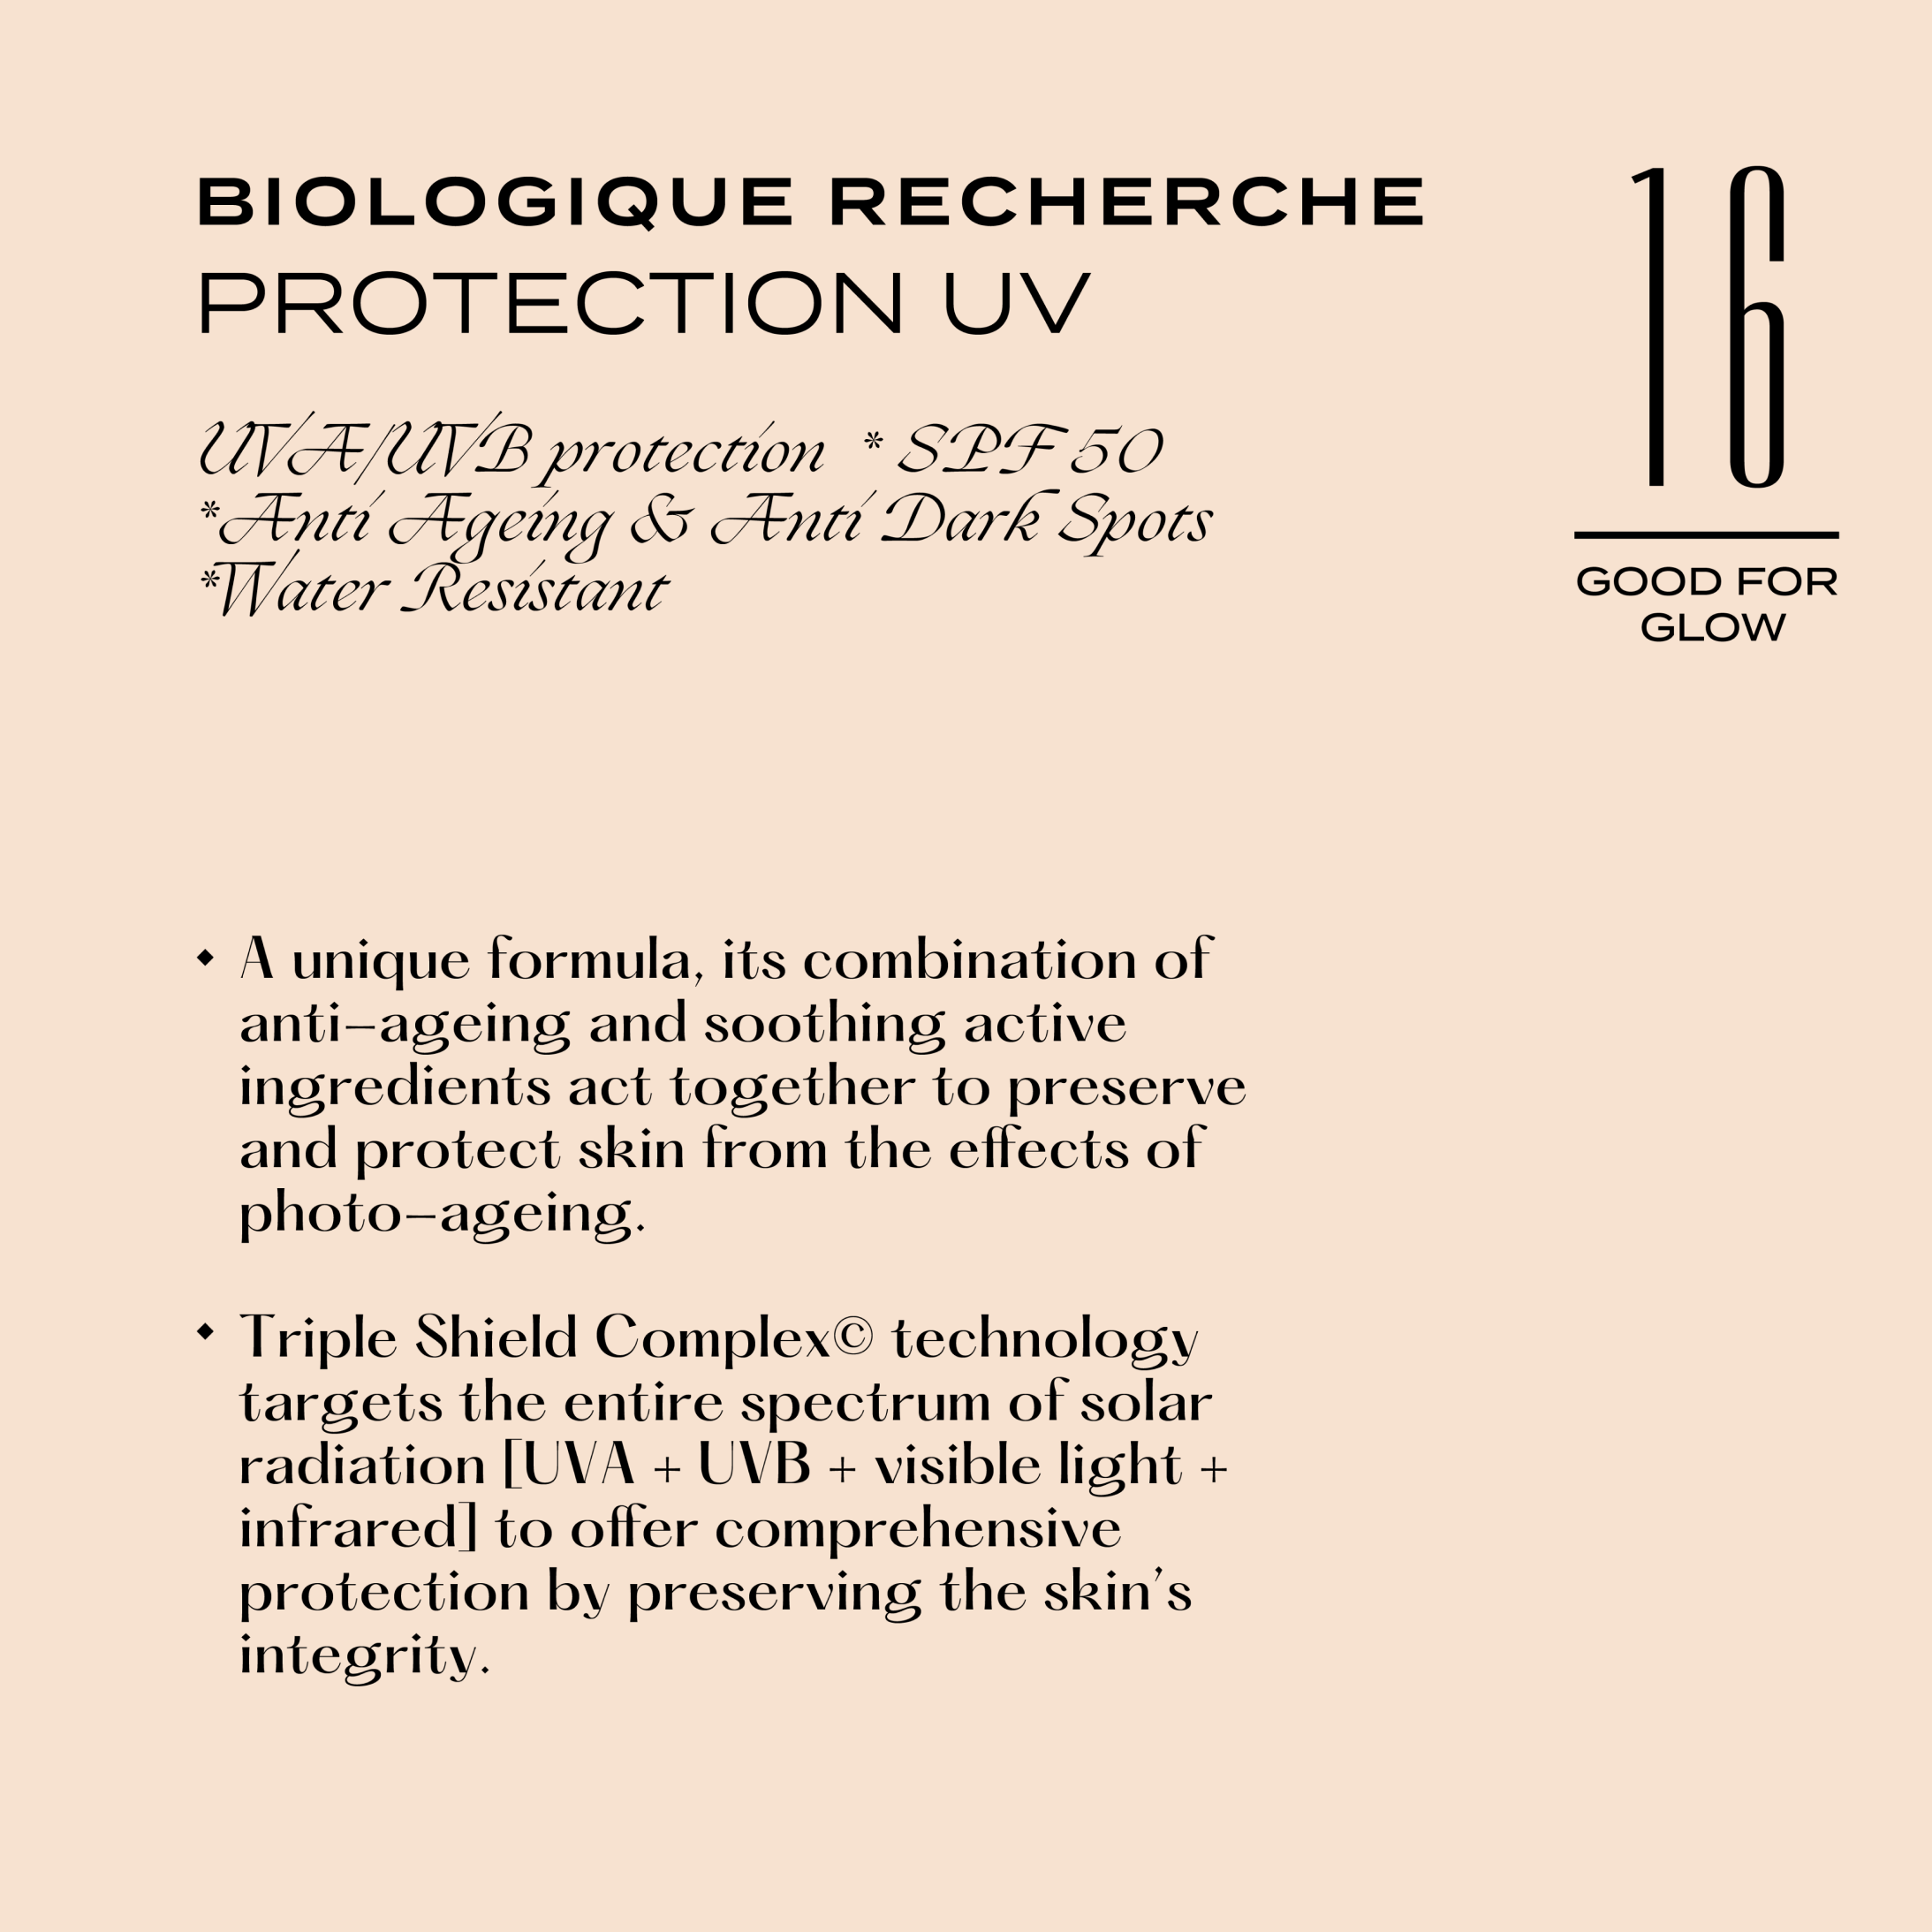 BIOLOGIQUE RECHERCHE
PROTECTION UV
UVA/UVB protection * SPF 50
*Anti Ageing & Anti Dark Spots
*Water Resistant
16
GOOD FOR
GLOW
◆ A unique formula, its combination of
anti-ageing and soothing active
ingredients act together to preserve
and protect skin from the effects of
photo-ageing.
◆ Triple Shield Complex© technology
targets the entire spectrum of solar
radiation [UVA + UVB + visible light +
infrared] to offer comprehensive
protection by preserving the skin's
integrity.